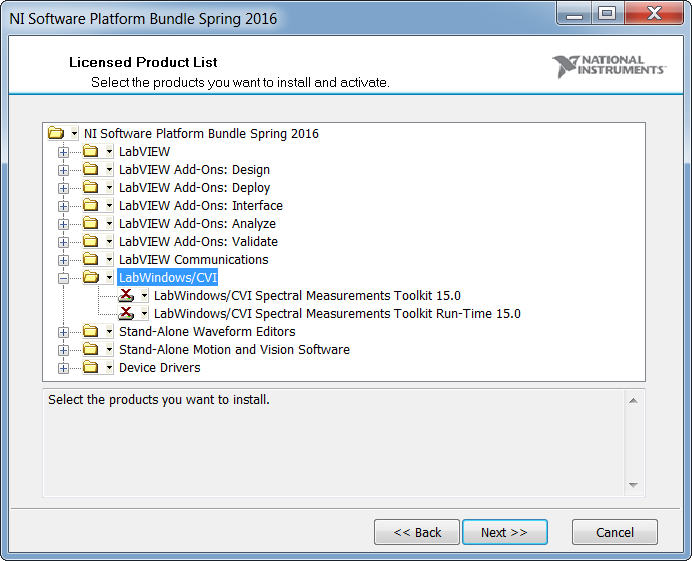 NI Software Platform Bundle Spring 2016
Licensed Product List
Select the products you want to install and activate.
NATIONAL INSTRUMENTS
NI Software Platform Bundle Spring 2016
LabVIEW
LabVIEW Add-Ons: Design
LabVIEW Add-Ons: Deploy
LabVIEW Add-Ons: Interface
LabVIEW Add-Ons: Analyze
LabVIEW Add-Ons: Validate
LabVIEW Communications
LabWindows/CVI
LabWindows/CVI Spectral Measurements Toolkit 15.0
LabWindows/CVI Spectral Measurements Toolkit Run-Time 15.0
Stand-Alone Waveform Editors
Stand-Alone Motion and Vision Software
Device Drivers
Select the products you want to install.
<< Back
Next >>
Cancel